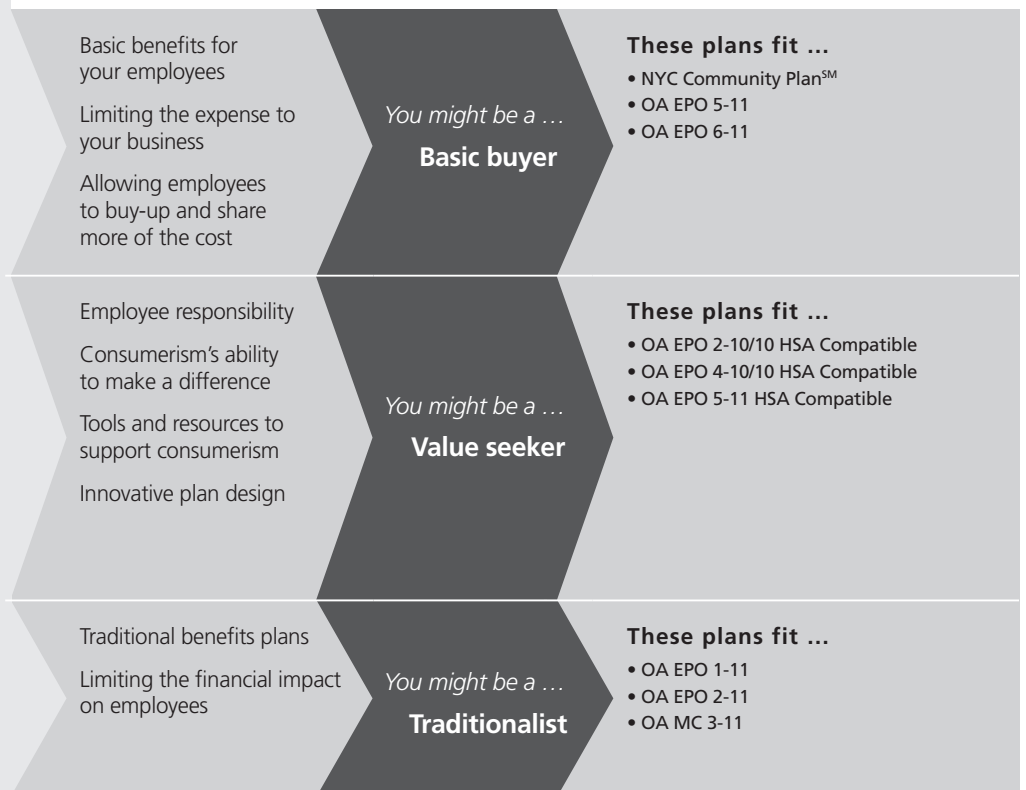 Basic benefits for
your employees
Limiting the expense to
your business
Allowing employees
to buy-up and share
more of the cost
You might be a …
Basic buyer
These plans fit …
• NYC Community Plan℠
• OA EPO 5-11
• OA EPO 6-11
Employee responsibility
Consumerism’s ability
to make a difference
Tools and resources to
support consumerism
Innovative plan design
You might be a …
Value seeker
These plans fit …
• OA EPO 2-10/10 HSA Compatible
• OA EPO 4-10/10 HSA Compatible
• OA EPO 5-11 HSA Compatible
Traditional benefits plans
Limiting the financial impact
on employees
You might be a …
Traditionalist
These plans fit …
• OA EPO 1-11
• OA EPO 2-11
• OA MC 3-11